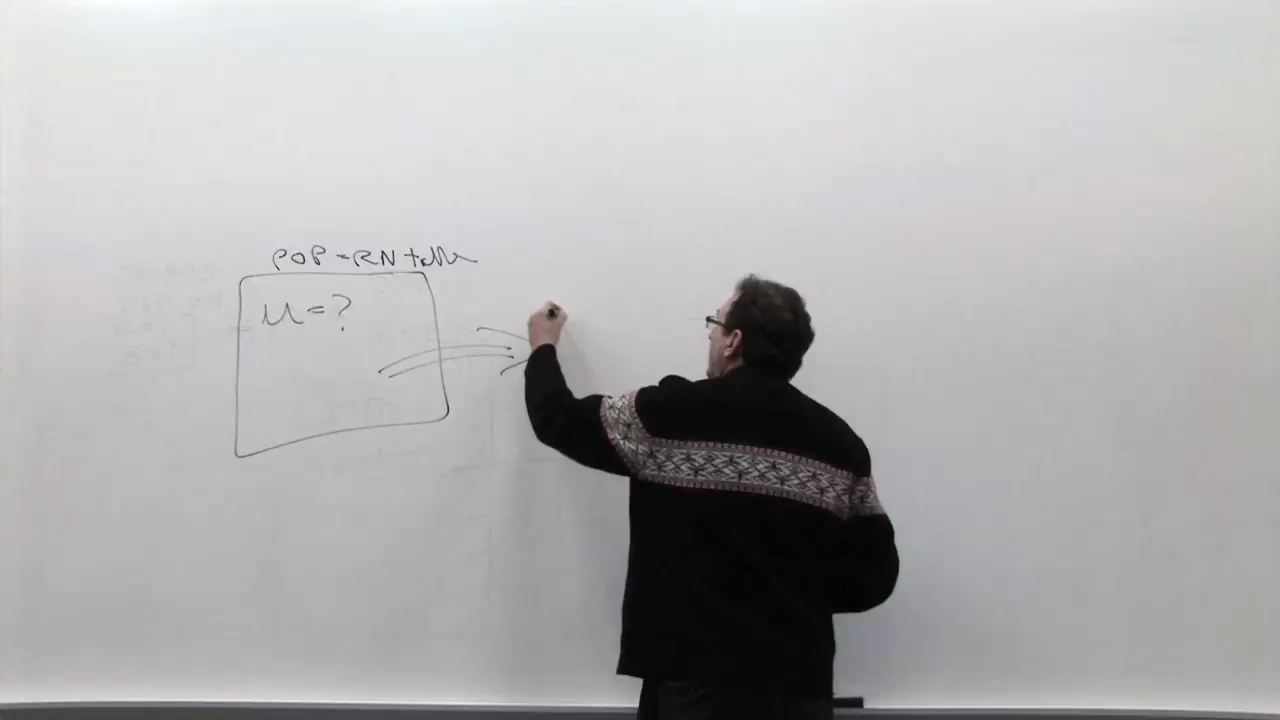 POP = RN table
μ = ?